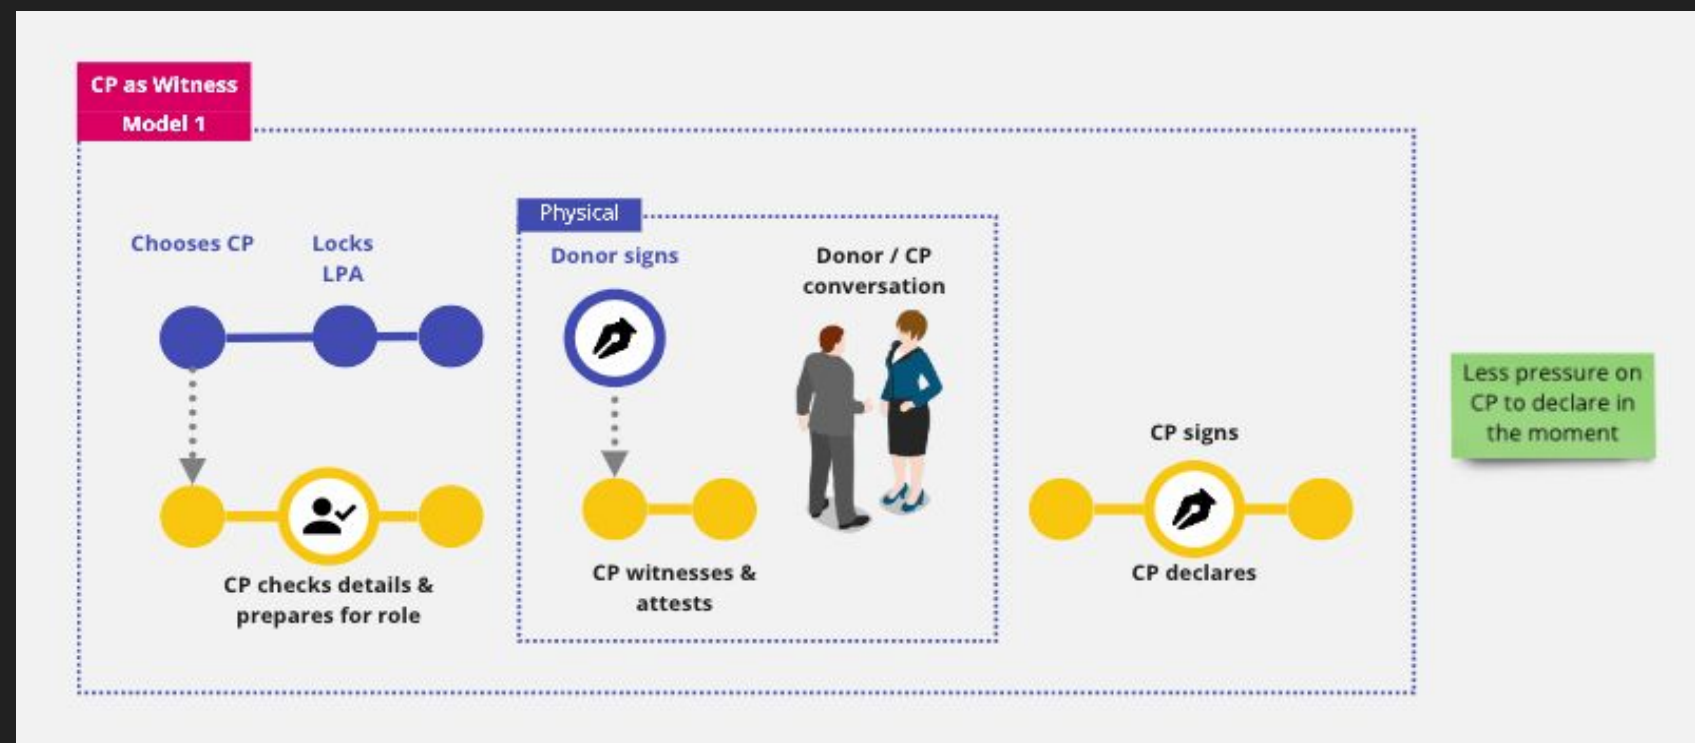 CP as Witness
Model 1
Physical
Chooses CP
Locks
LPA
Donor signs
Donor / CP
conversation
CP checks details &
prepares for role
CP witnesses &
attests
CP signs
CP declares
Less pressure on
CP to declare in
the moment